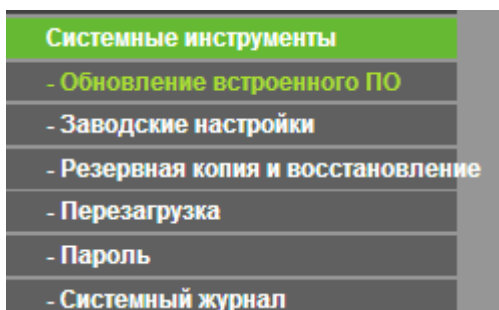 Системные инструменты
- Обновление встроенного ПО
- Заводские настройки
- Резервная копия и восстановление
- Перезагрузка
- Пароль
- Системный журнал